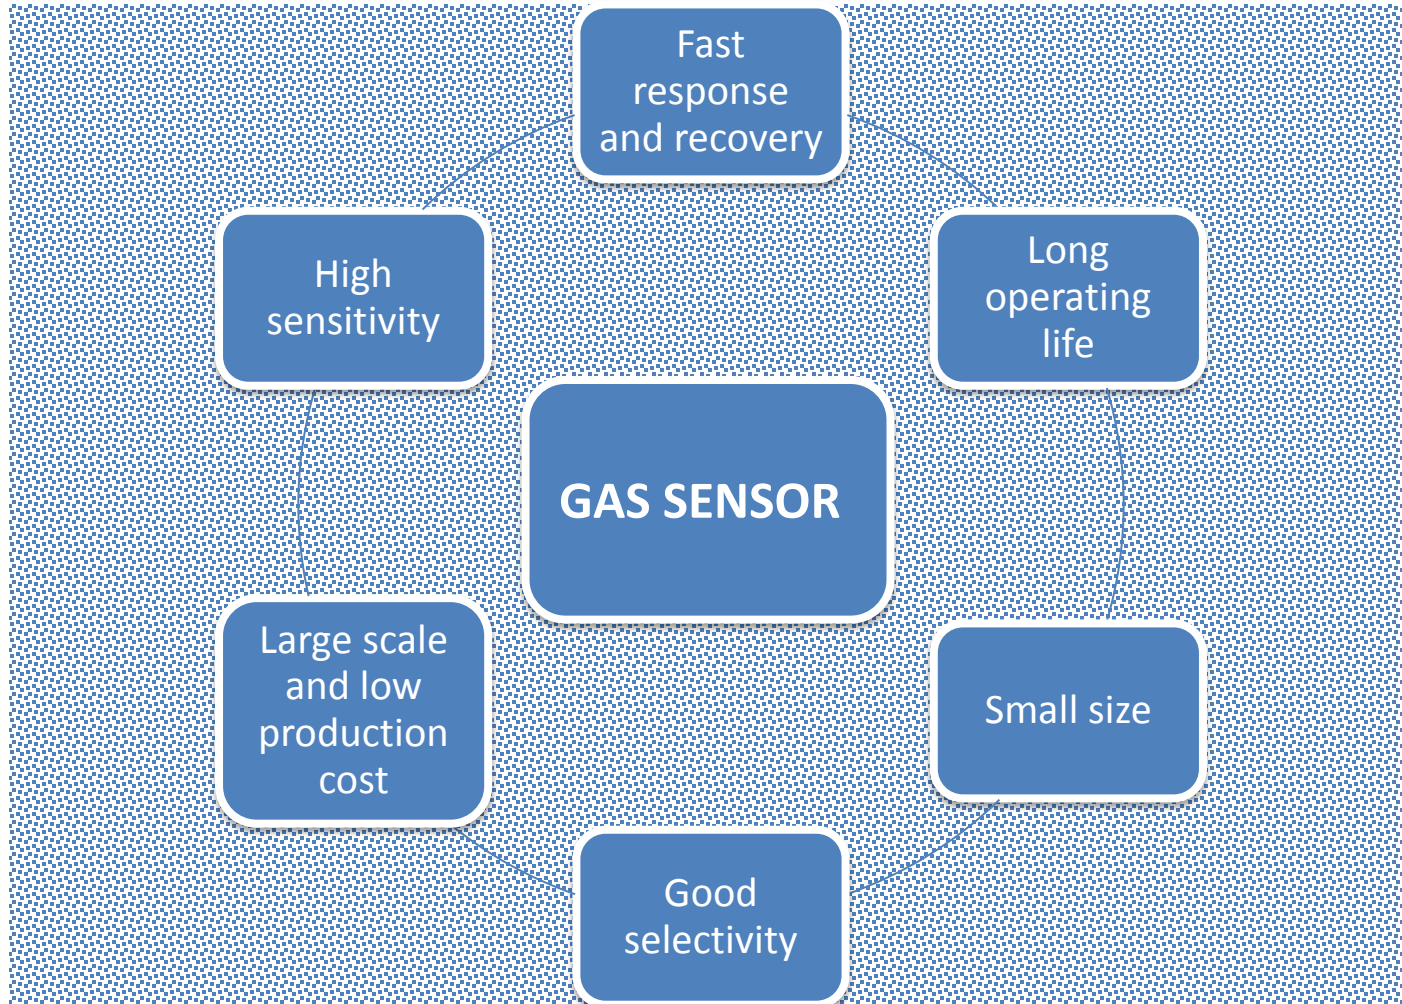 Fast
response
and recovery
High
sensitivity
Long
operating
life
GAS SENSOR
Large scale
and low
production
cost
Small size
Good
selectivity